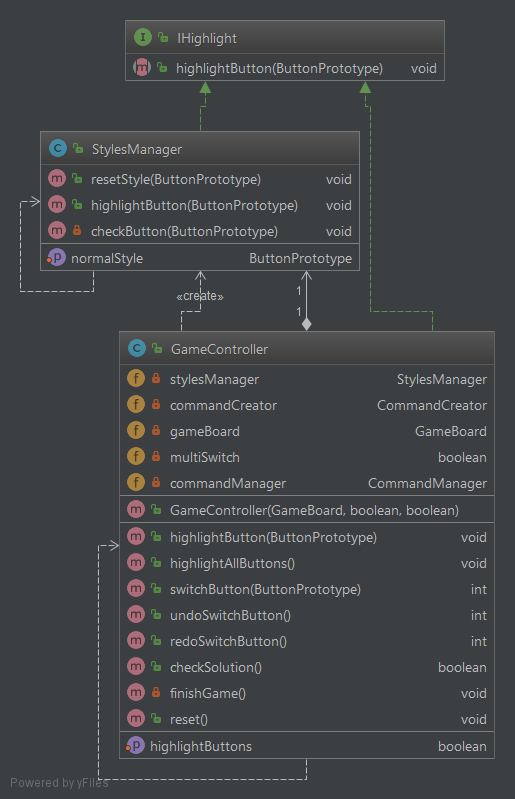 I IHighlight
m highlightButton(ButtonPrototype) void
C StylesManager
m resetStyle(ButtonPrototype) void
m highlightButton(ButtonPrototype) void
m checkButton(ButtonPrototype) void
p normalStyle ButtonPrototype
«create» 1
1
C GameController
f stylesManager StylesManager
f commandCreator CommandCreator
f gameBoard GameBoard
f multiSwitch boolean
f commandManager CommandManager
m GameController(GameBoard, boolean, boolean)
m highlightButton(ButtonPrototype) void
m highlightAllButtons() void
m switchButton(ButtonPrototype) int
m undoSwitchButton() int
m redoSwitchButton() int
m checkSolution() boolean
m finishGame() void
m reset() void
p highlightButtons boolean
Powered by yFiles